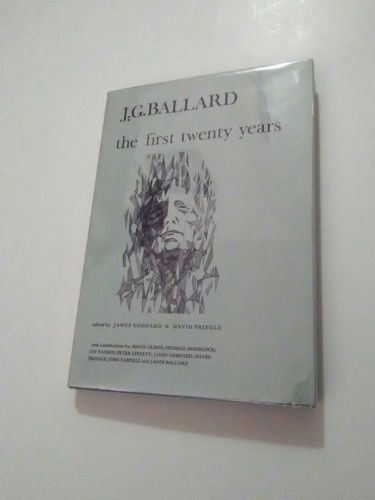 J.G.BALLARD
the first twenty years
edited by JAMES GODDARD & DAVID PRINGLE
with contributions by: BRIAN ALDISS, MICHAEL MOORCOCK;
IAN WATSON; PETER LINNETT; JAMES GODDARD; DAVID
PRINGLE; JOHN CARNELL and JAMES BALLARD